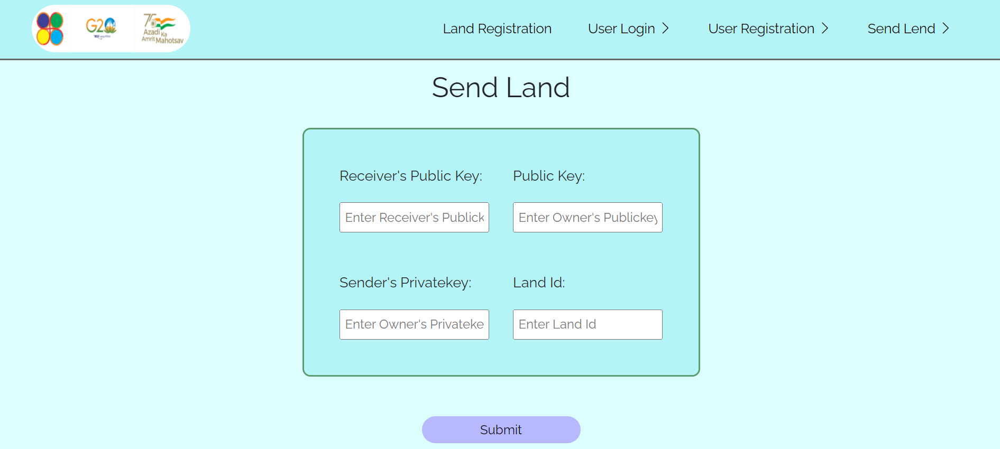 G20
75
Azadi
Ka
Amrit Mahotsav
Land Registration
User Login
User Registration
Send Lend
Send Land
Receiver's Public Key:
Public Key:
Enter Receiver's Publick
Enter Owner's Publickey
Sender's Privatekey:
Land Id:
Enter Owner's Privateke
Enter Land Id
Submit